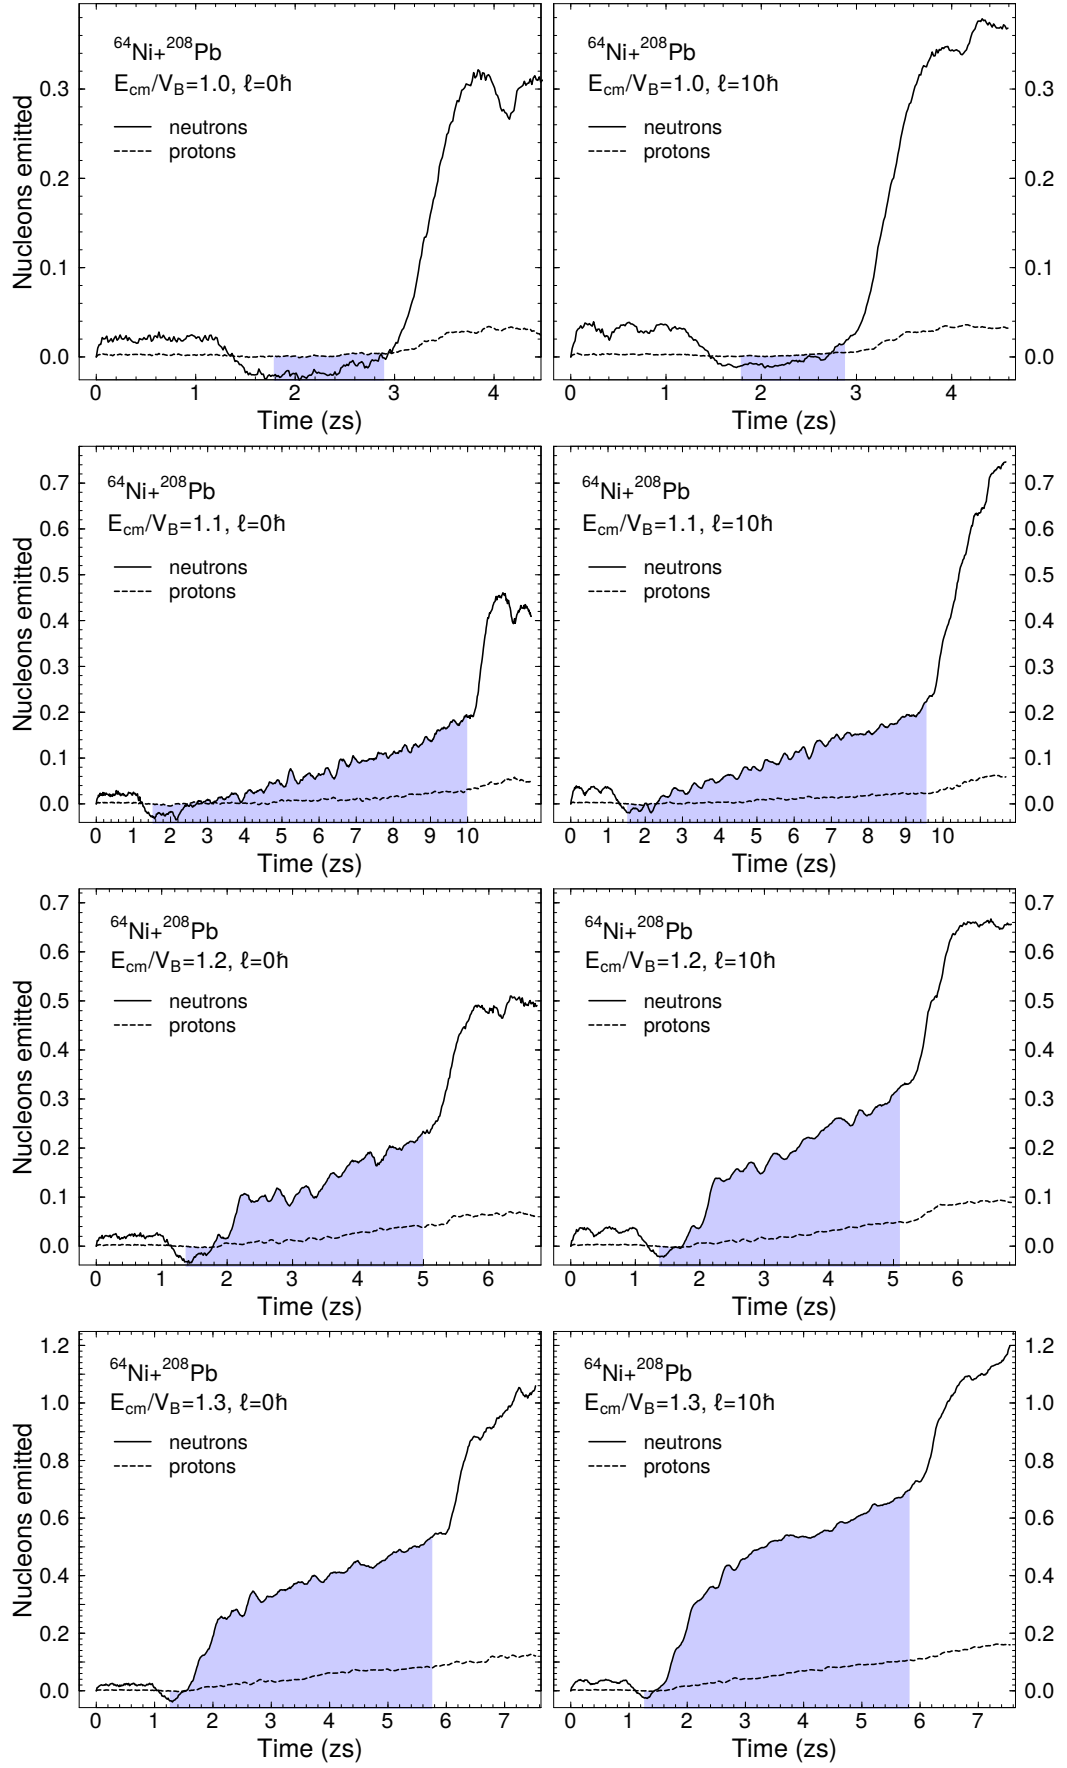 ⁶⁴Ni+²⁰⁸Pb
E_cm/V_B=1.0, ℓ=0ħ
neutrons
protons
Nucleons emitted
0.3
0.2
0.1
0.0
0 1 2 3 4
Time (zs)
⁶⁴Ni+²⁰⁸Pb
E_cm/V_B=1.0, ℓ=10ħ
neutrons
protons
0.3
0.2
0.1
0.0
0 1 2 3 4
Time (zs)
⁶⁴Ni+²⁰⁸Pb
E_cm/V_B=1.1, ℓ=0ħ
neutrons
protons
Nucleons emitted
0.7
0.6
0.5
0.4
0.3
0.2
0.1
0.0
0 1 2 3 4 5 6 7 8 9 10
Time (zs)
⁶⁴Ni+²⁰⁸Pb
E_cm/V_B=1.1, ℓ=10ħ
neutrons
protons
0.7
0.6
0.5
0.4
0.3
0.2
0.1
0.0
0 1 2 3 4 5 6 7 8 9 10
Time (zs)
⁶⁴Ni+²⁰⁸Pb
E_cm/V_B=1.2, ℓ=0ħ
neutrons
protons
Nucleons emitted
0.7
0.6
0.5
0.4
0.3
0.2
0.1
0.0
0 1 2 3 4 5 6
Time (zs)
⁶⁴Ni+²⁰⁸Pb
E_cm/V_B=1.2, ℓ=10ħ
neutrons
protons
0.7
0.6
0.5
0.4
0.3
0.2
0.1
0.0
0 1 2 3 4 5 6
Time (zs)
⁶⁴Ni+²⁰⁸Pb
E_cm/V_B=1.3, ℓ=0ħ
neutrons
protons
Nucleons emitted
1.2
1.0
0.8
0.6
0.4
0.2
0.0
0 1 2 3 4 5 6 7
Time (zs)
⁶⁴Ni+²⁰⁸Pb
E_cm/V_B=1.3, ℓ=10ħ
neutrons
protons
1.2
1.0
0.8
0.6
0.4
0.2
0.0
0 1 2 3 4 5 6 7
Time (zs)